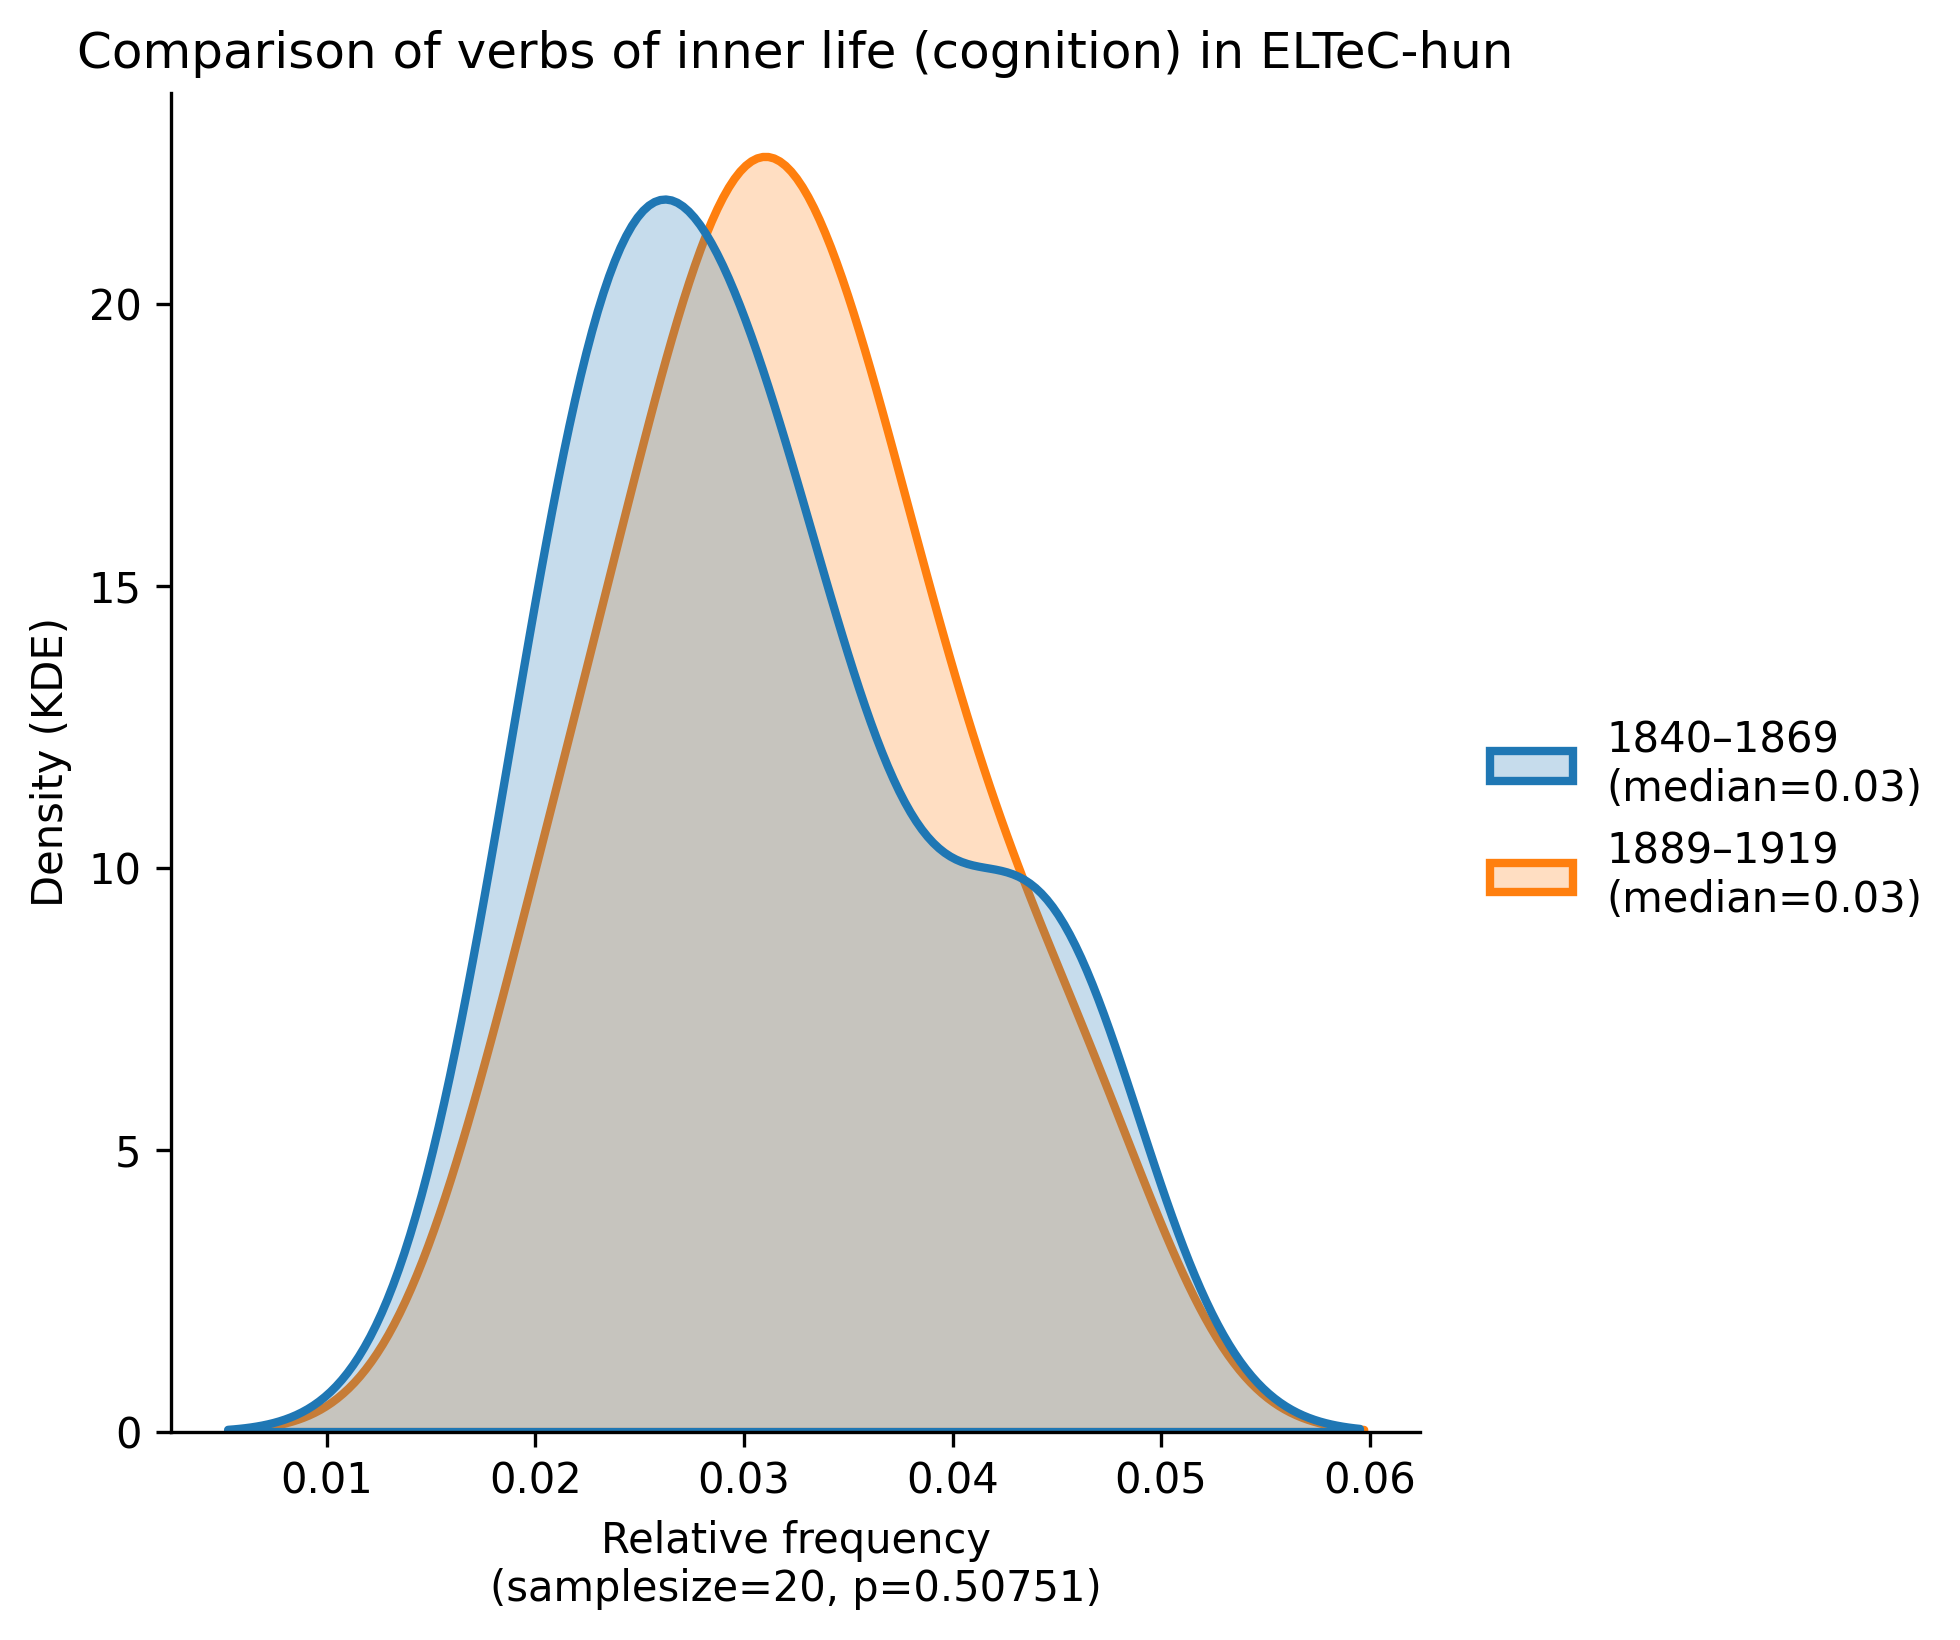 Comparison of verbs of inner life (cognition) in ELTeC-hun
Density (KDE)
20
15
10
5
0
0.01 0.02 0.03 0.04 0.05 0.06
Relative frequency
(samplesize=20, p=0.50751)
1840–1869
(median=0.03)
1889–1919
(median=0.03)